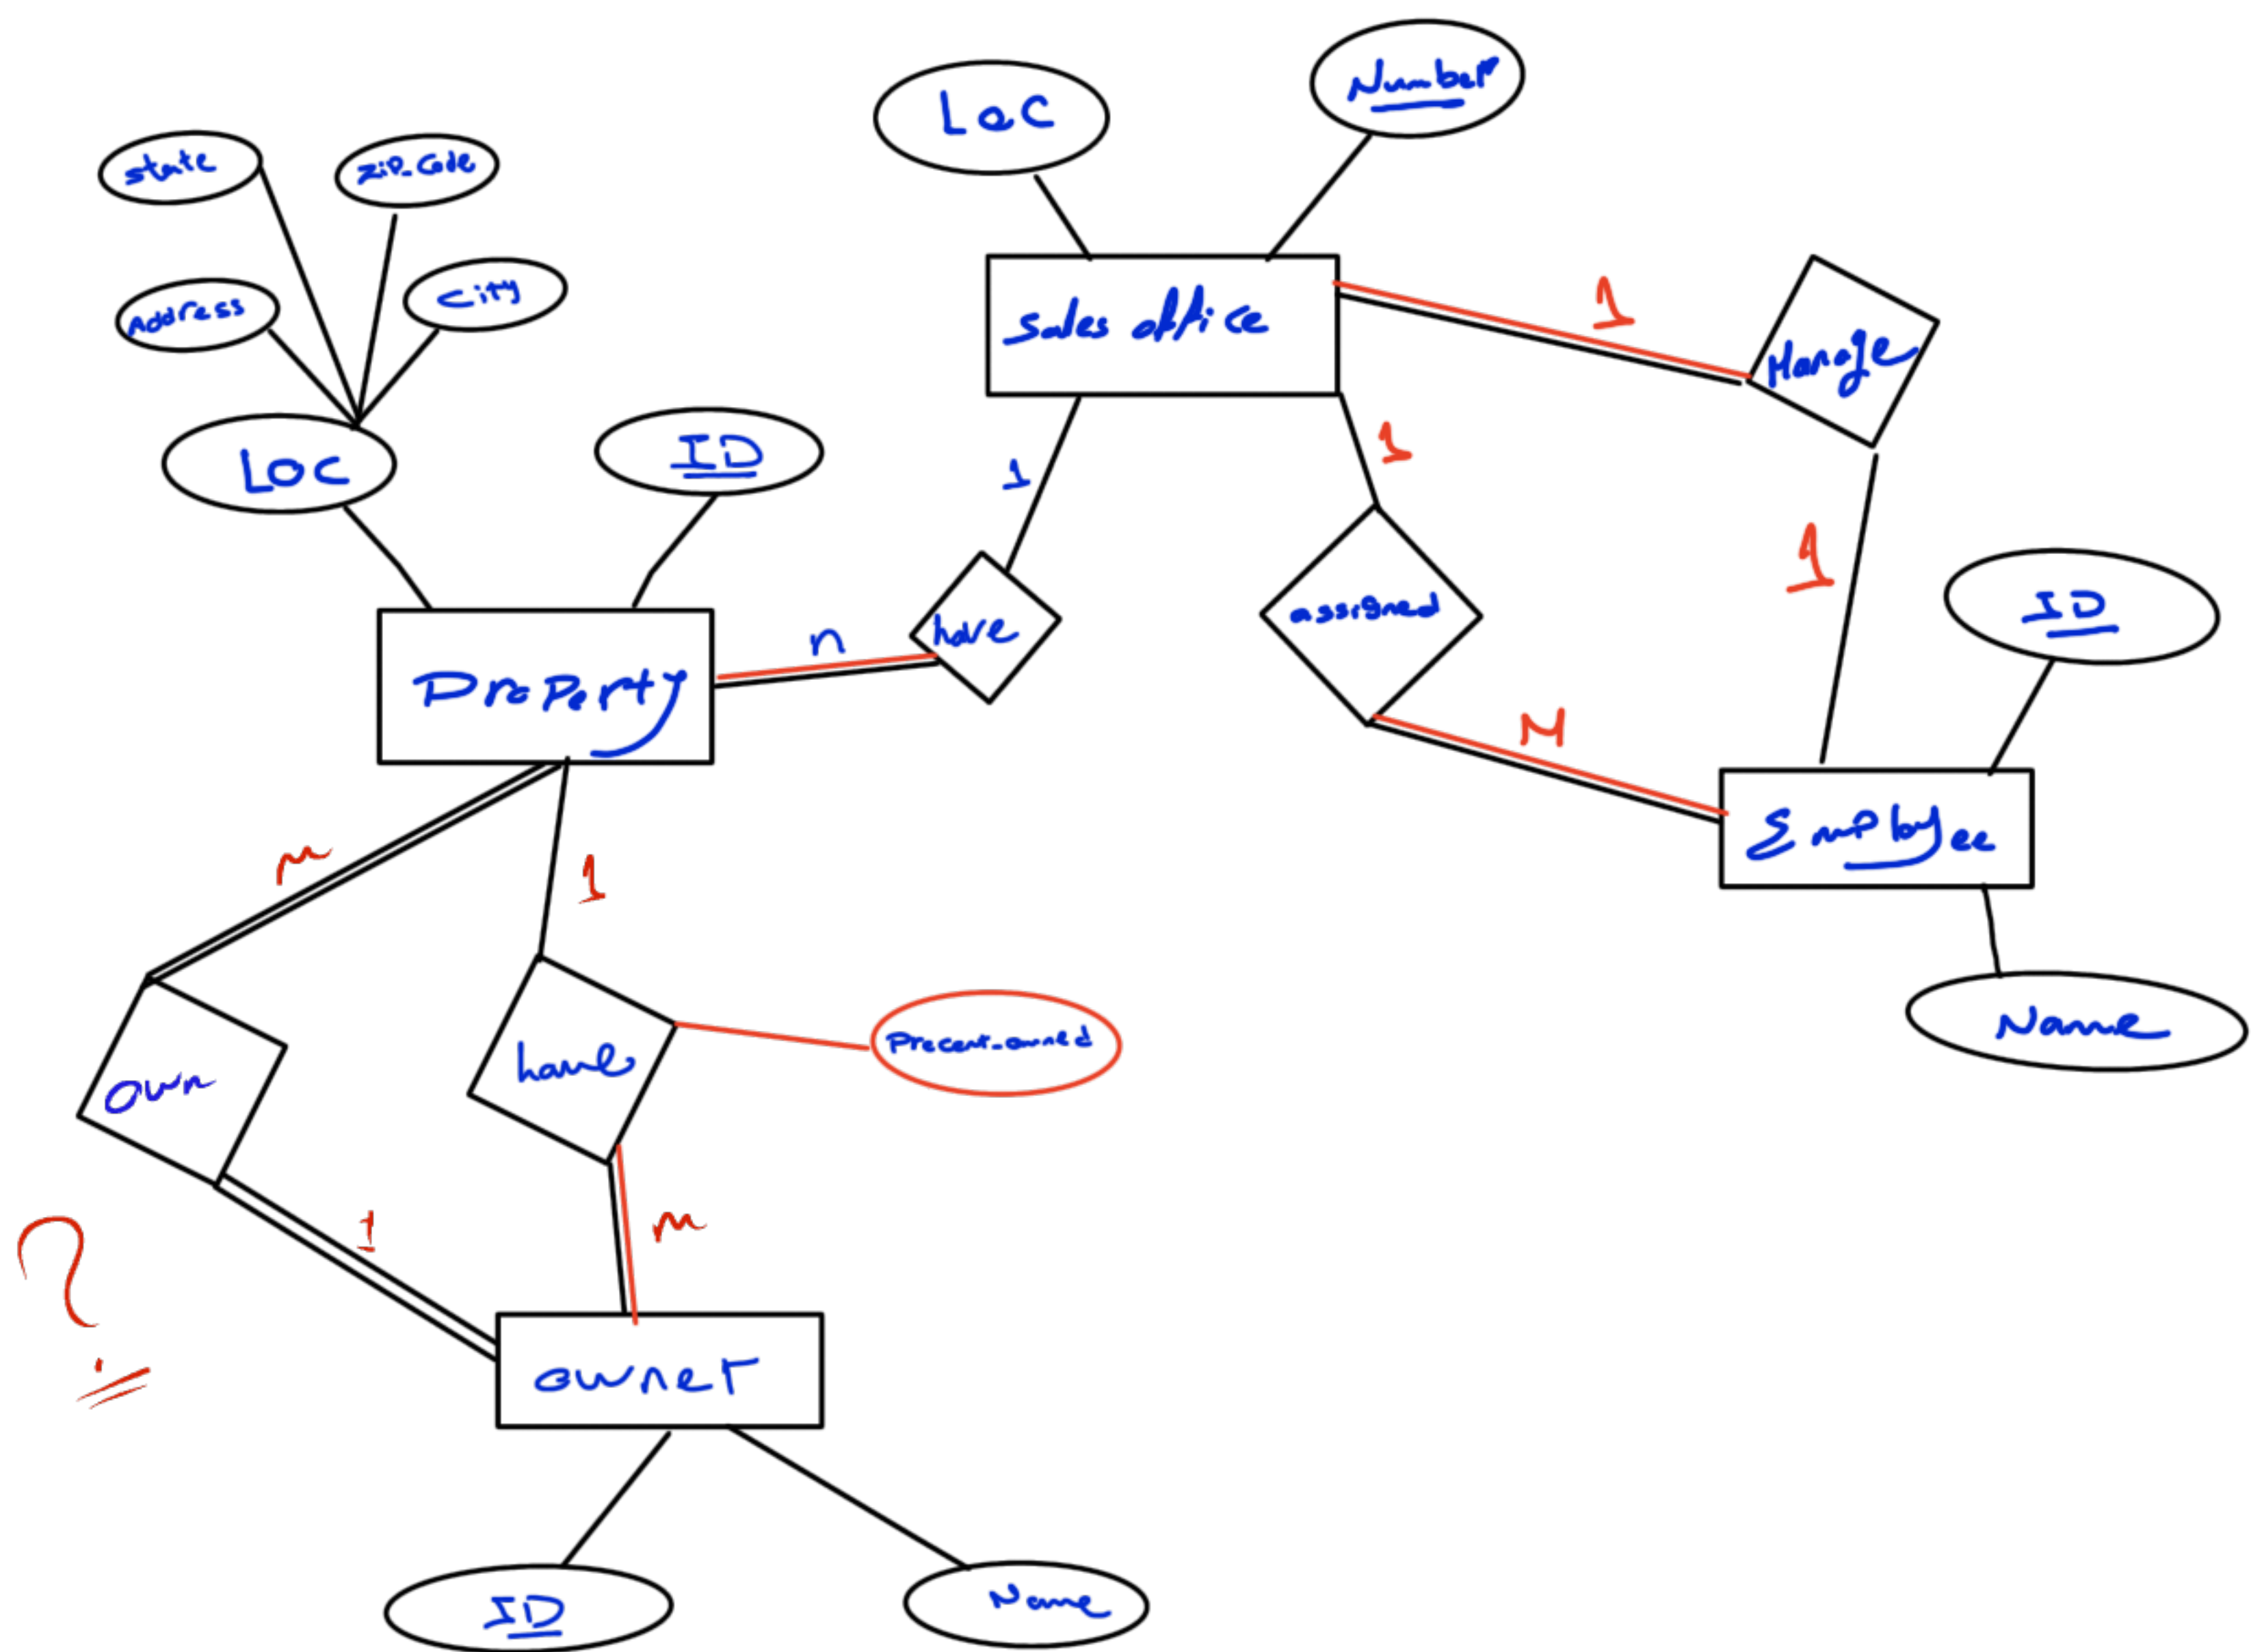 Loc
Number
State
Zip_Code
Address
City
Sales office
1
Manage
Loc
ID
1
1
1
n
have
assigned
ID
Property
M
Employee
m
1
Name
own
have
Precent_owned
1
m
?
owner
ID
Name